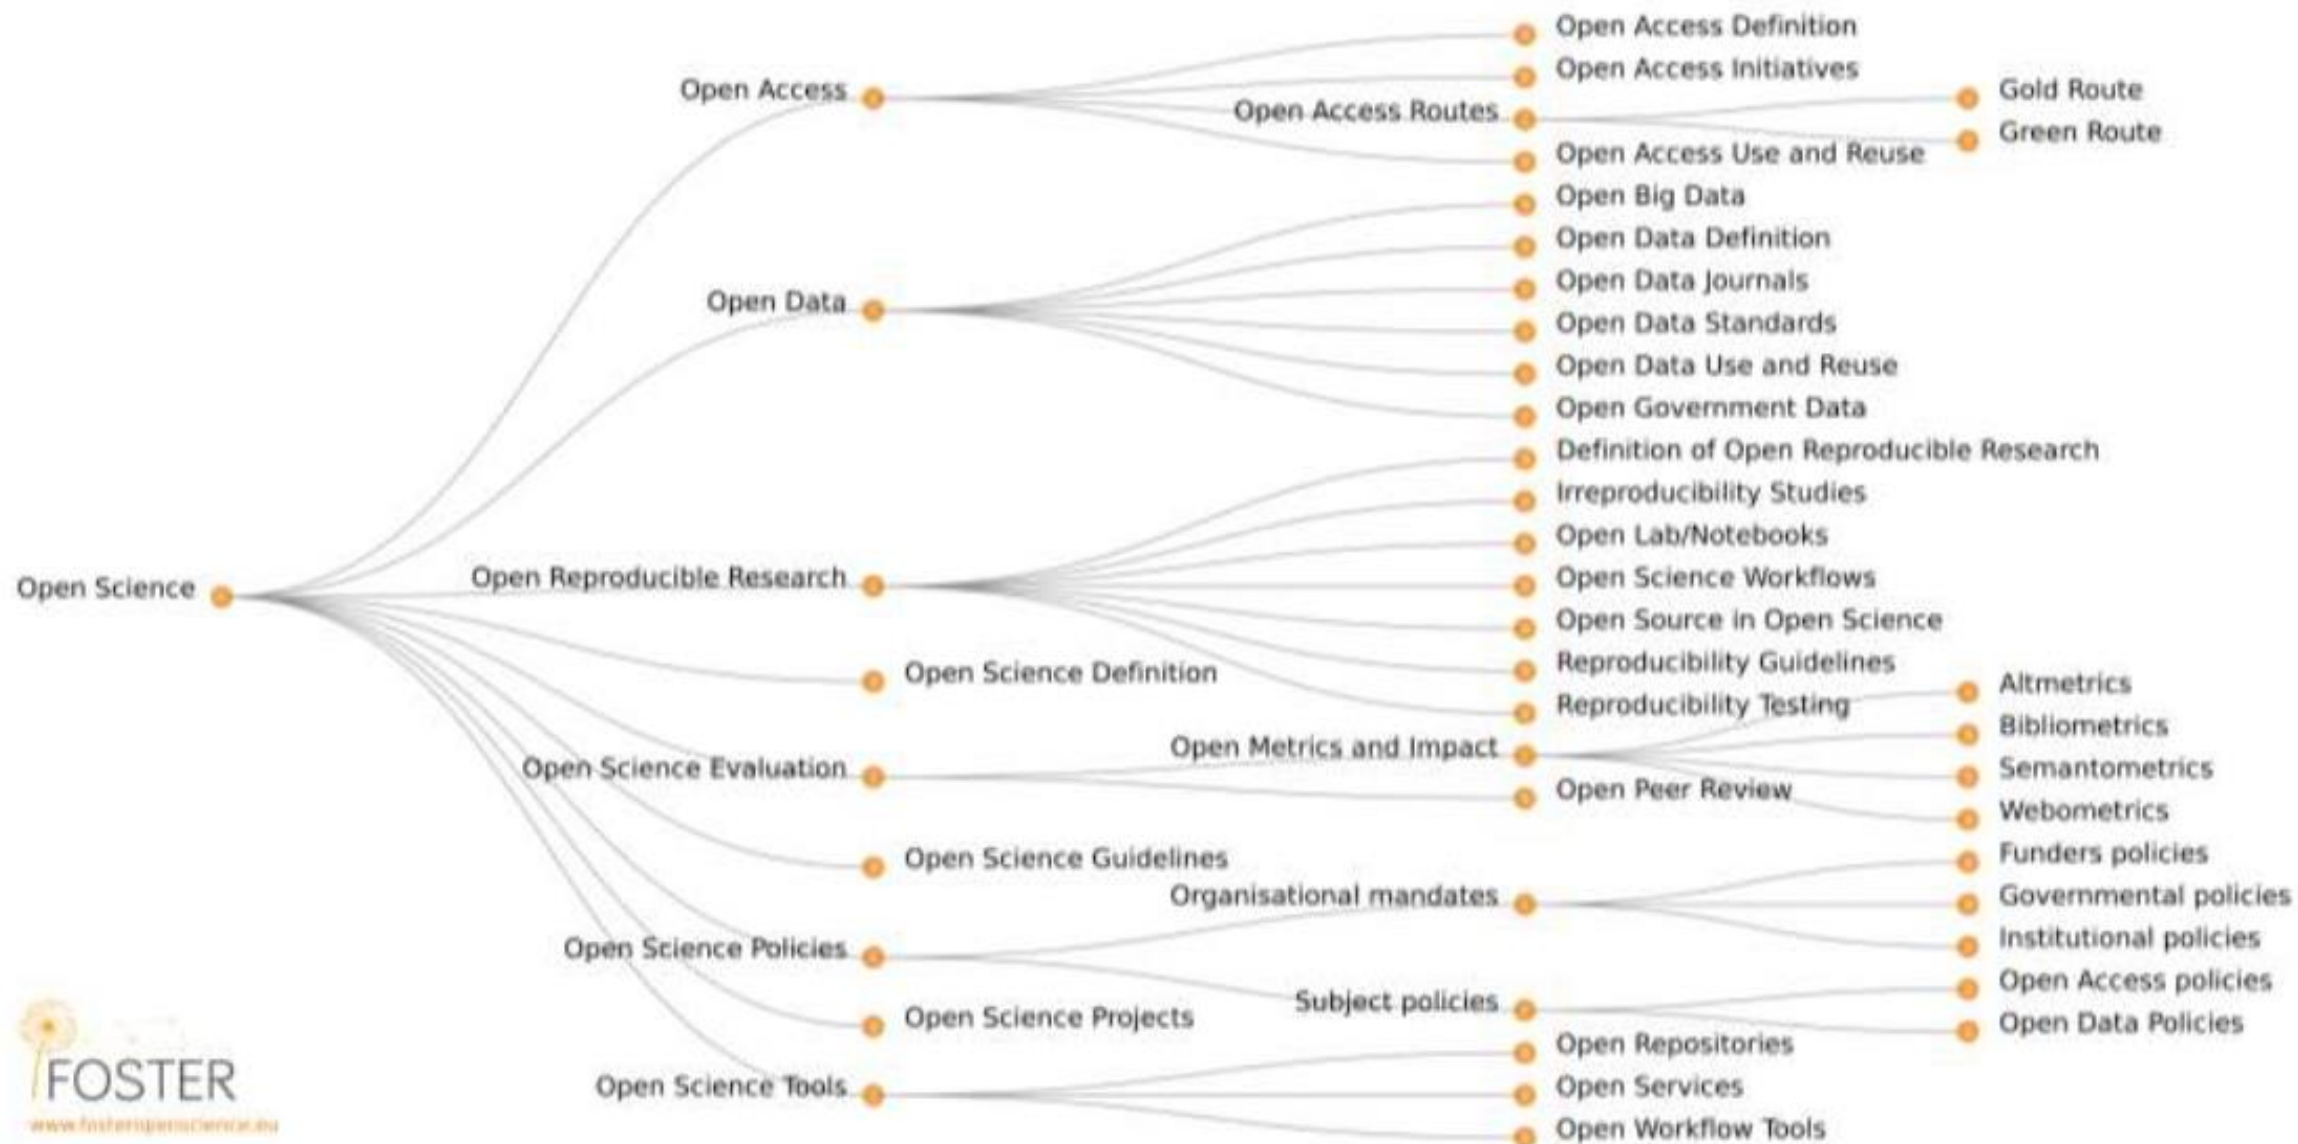 Open Science
Open Access
Open Access Definition
Open Access Initiatives
Open Access Routes
Gold Route
Green Route
Open Access Use and Reuse
Open Data
Open Big Data
Open Data Definition
Open Data Journals
Open Data Standards
Open Data Use and Reuse
Open Government Data
Open Reproducible Research
Definition of Open Reproducible Research
Irreproducibility Studies
Open Lab/Notebooks
Open Science Workflows
Open Source in Open Science
Reproducibility Guidelines
Reproducibility Testing
Open Science Definition
Open Science Evaluation
Open Metrics and Impact
Altmetrics
Bibliometrics
Semantometrics
Webometrics
Open Peer Review
Open Science Guidelines
Open Science Policies
Organisational mandates
Funders policies
Governmental policies
Institutional policies
Subject policies
Open Access policies
Open Data Policies
Open Science Projects
Open Science Tools
Open Repositories
Open Services
Open Workflow Tools
FOSTER
www.fosteropenscience.eu